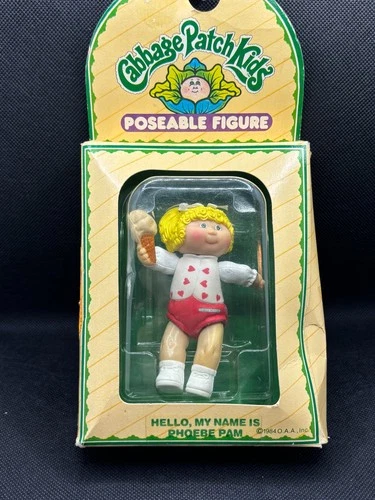 Cabbage Patch Kids
POSEABLE FIGURE
HELLO, MY NAME IS
PHOEBE PAM
©1984 O.A.A., Inc.